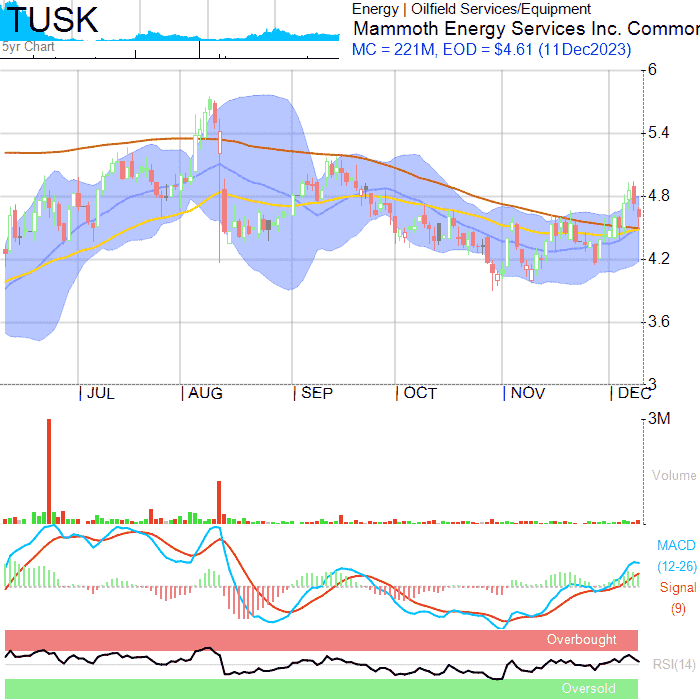 TUSK
5yr Chart
Energy | Oilfield Services/Equipment
Mammoth Energy Services Inc. Common
MC = 221M, EOD = $4.61 (11Dec2023)
6
5.4
4.8
4.2
3.6
3
JUL
AUG
SEP
OCT
NOV
DEC
3M
Volume
MACD
(12-26)
Signal
(9)
Overbought
RSI(14)
Oversold